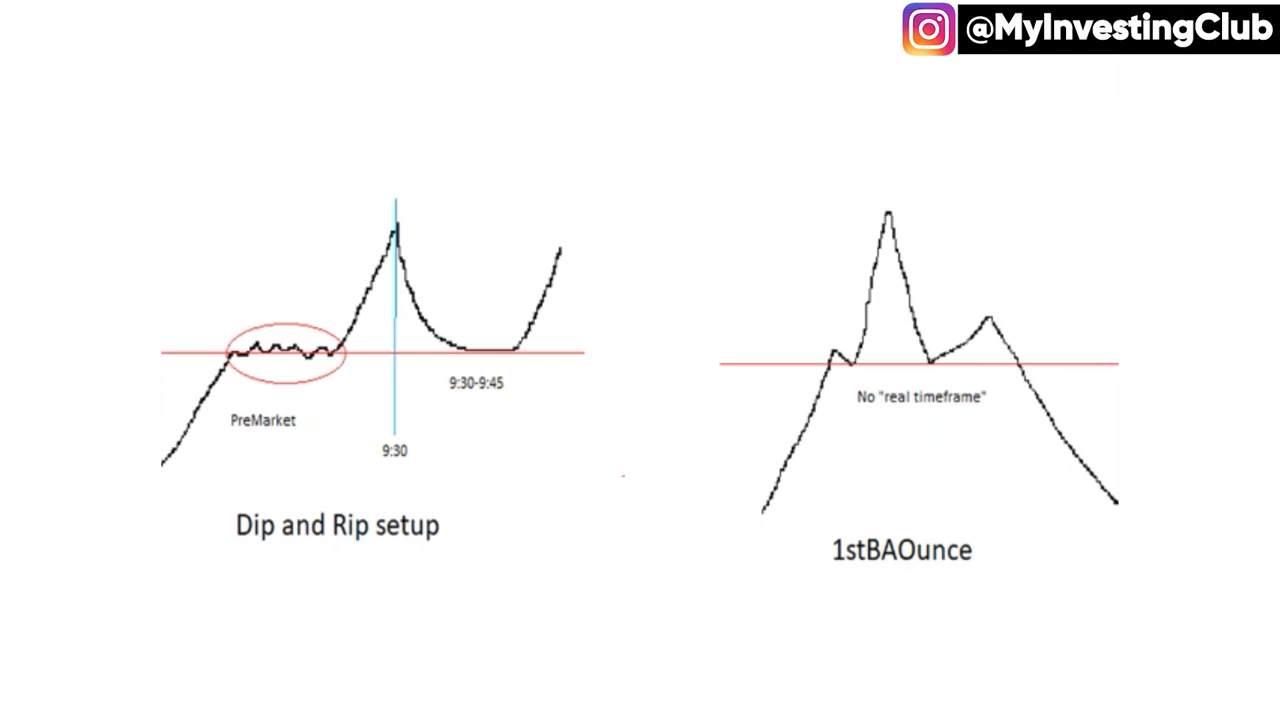 @MyInvestingClub
PreMarket
9:30-9:45
9:30
Dip and Rip setup
No "real timeframe"
1stBAOunce